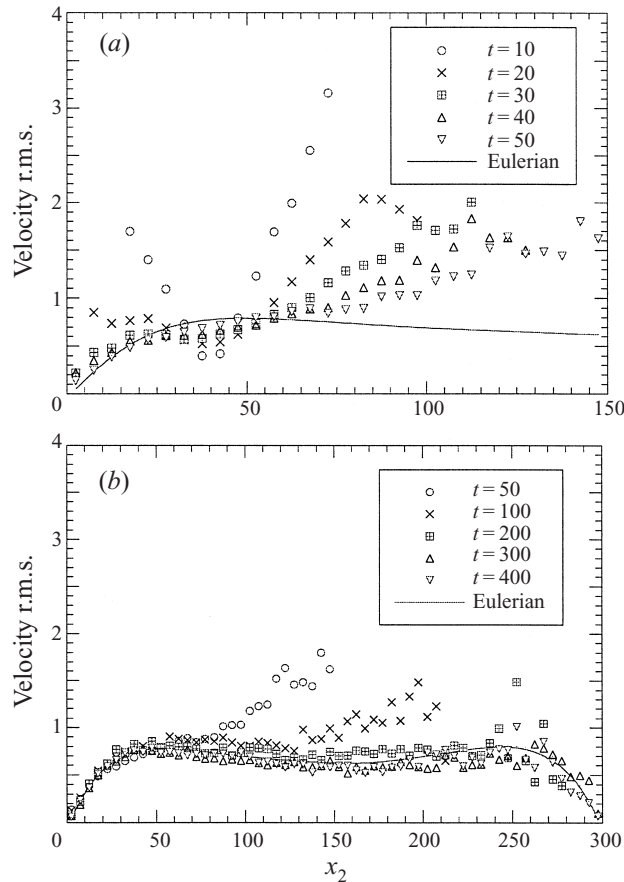 4
(a)
t = 10
t = 20
t = 30
t = 40
t = 50
Eulerian
3
2
1
Velocity r.m.s.
0
50
100
150
4
(b)
t = 50
t = 100
t = 200
t = 300
t = 400
Eulerian
3
2
1
Velocity r.m.s.
0
50
100
150
200
250
300
x₂